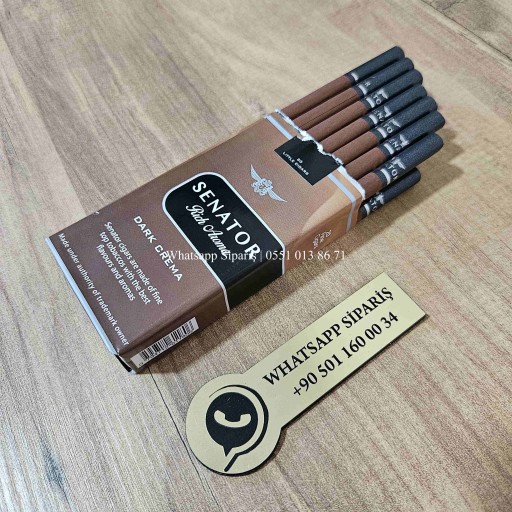 20
LITTLE CIGARS
SENATOR
Rich Aroma
DARK CREMA
Senator cigars are made of fine
top tobaccos with the best
flavours and aromas
Made under authority of trademark owner
Whatsapp Sipariş | 0551 013 86 71
WHATSAPP SİPARİŞ
+90 501 160 00 34